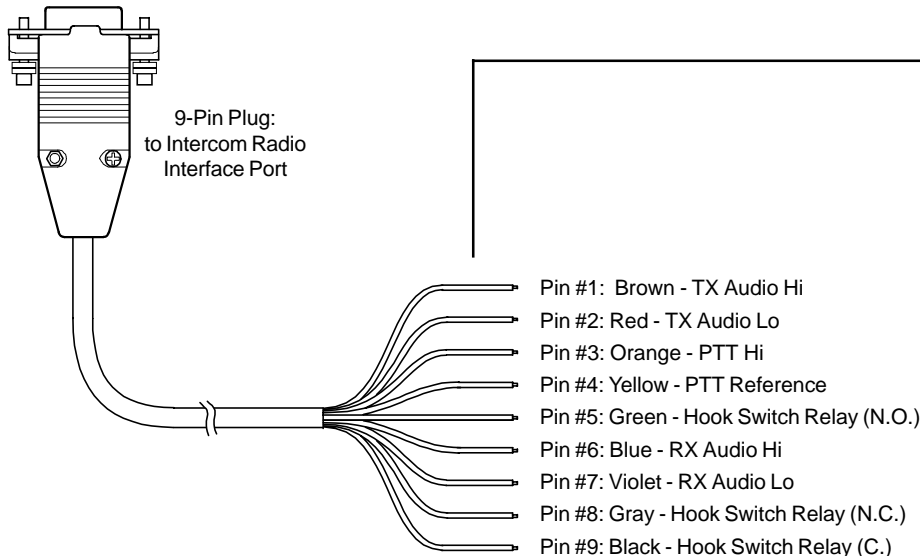 9-Pin Plug:
to Intercom Radio
Interface Port
Pin #1: Brown - TX Audio Hi
Pin #2: Red - TX Audio Lo
Pin #3: Orange - PTT Hi
Pin #4: Yellow - PTT Reference
Pin #5: Green - Hook Switch Relay (N.O.)
Pin #6: Blue - RX Audio Hi
Pin #7: Violet - RX Audio Lo
Pin #8: Gray - Hook Switch Relay (N.C.)
Pin #9: Black - Hook Switch Relay (C.)